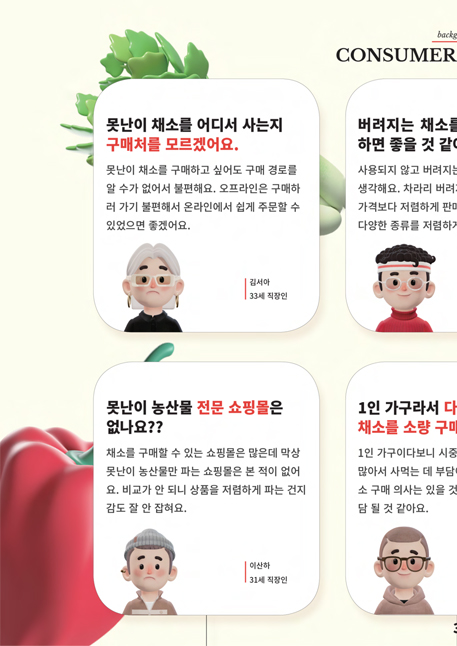 backg
CONSUMER
못난이 채소를 어디서 사는지
구매처를 모르겠어요.
못난이 채소를 구매하고 싶어도 구매 경로를
알 수가 없어서 불편해요. 오프라인은 구매하
러 가기 불편해서 온라인에서 쉽게 주문할 수
있었으면 좋겠어요.
김서아
33세 직장인
버려지는 채소를
하면 좋을 것 같아
사용되지 않고 버려지는
생각해요. 차라리 버려
가격보다 저렴하게 판매
다양한 종류를 저렴하게
못난이 농산물 전문 쇼핑몰은
없나요??
채소를 구매할 수 있는 쇼핑몰은 많은데 막상
못난이 농산물만 파는 쇼핑몰은 본 적이 없어
요. 비교가 안 되니 상품을 저렴하게 파는 건지
감도 잘 안 잡혀요.
이산하
31세 직장인
1인 가구라서
채소를 소량 구매
1인 가구이다보니 시중
많아서 사먹는 데 부담
소 구매 의사는 있을 것
담 될 것 같아요.